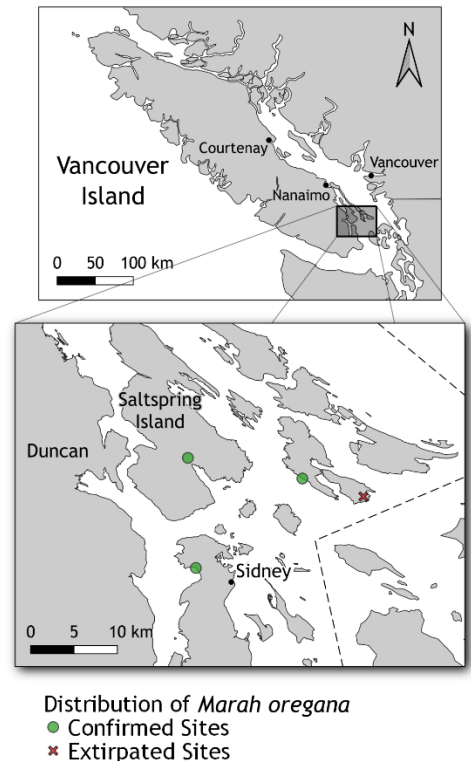 N
Courtenay
Vancouver
Vancouver
Island
Nanaimo
0 50 100 km
Saltspring
Island
Duncan
Sidney
0 5 10 km
Distribution of Marah oregana
Confirmed Sites
Extirpated Sites